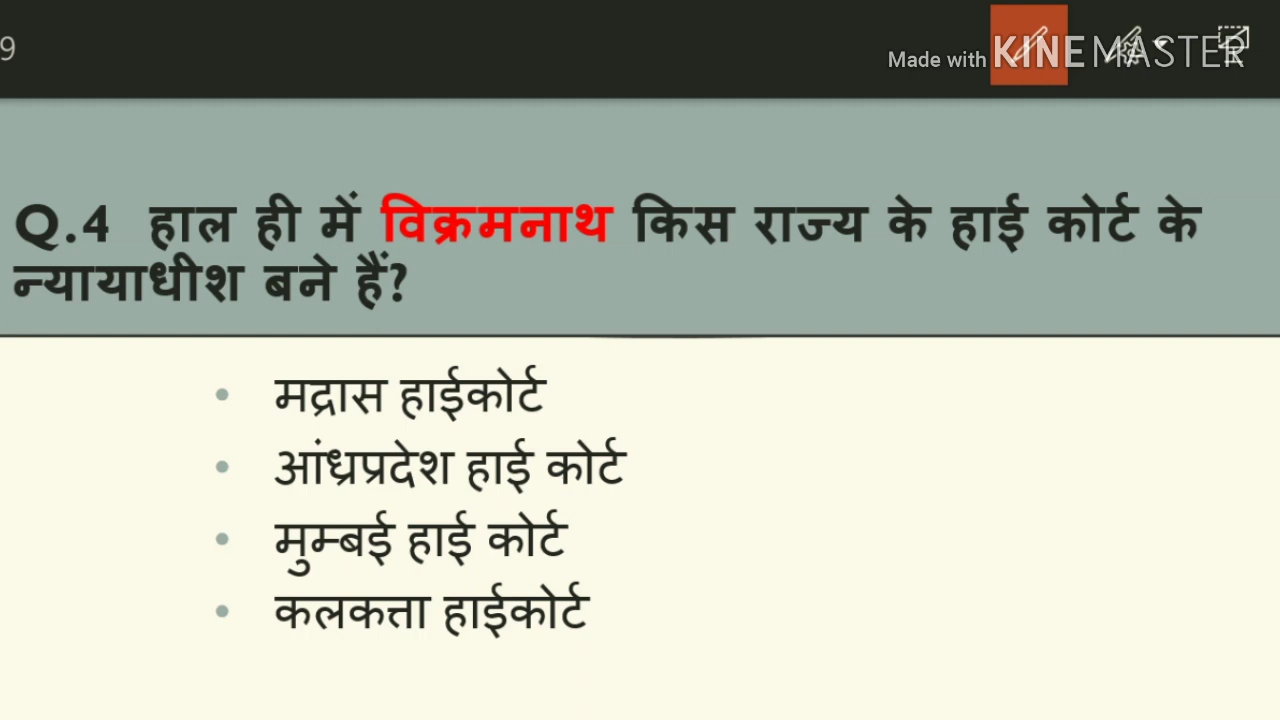 9
Made with KINEMASTER
Q.4 हाल ही में विक्रमनाथ किस राज्य के हाई कोर्ट के
न्यायाधीश बने हैं?
• मद्रास हाईकोर्ट
• आंध्रप्रदेश हाई कोर्ट
• मुम्बई हाई कोर्ट
• कलकत्ता हाईकोर्ट